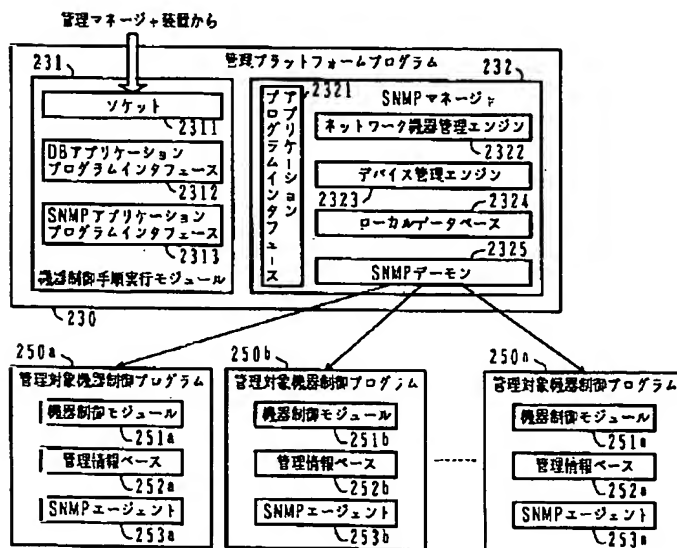 管理マネージャ装置から
管理プラットフォームプログラム
231
ソケット
2311
DBアプリケーション
プログラムインタフェース
2312
SNMPアプリケーション
プログラムインタフェース
2313
機器制御手順実行モジュール
232
2321
アプリケーション
プログラムインタフェース
SNMPマネージャ
ネットワーク機器管理エンジン
2322
デバイス管理エンジン
2323
2324
ローカルデータベース
2325
SNMPデーモン
230
250a
管理対象機器制御プログラム
機器制御モジュール
251a
管理情報ベース
252a
SNMPエージェント
253a
250b
管理対象機器制御プログラム
機器制御モジュール
251b
管理情報ベース
252b
SNMPエージェント
253b
250n
管理対象機器制御プログラム
機器制御モジュール
251n
管理情報ベース
252n
SNMPエージェント
253n